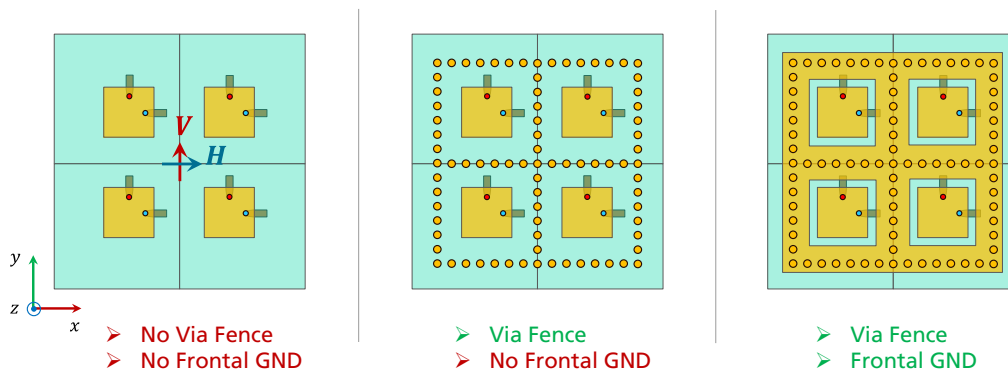 V
H
y
z
x
➢ No Via Fence
➢ No Frontal GND
➢ Via Fence
➢ No Frontal GND
➢ Via Fence
➢ Frontal GND